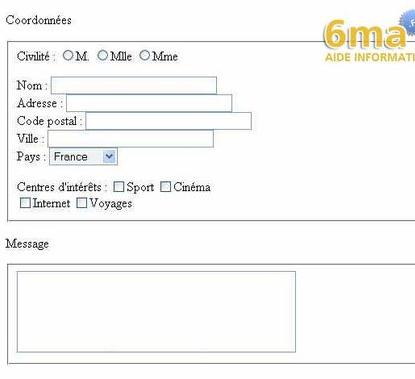 Coordonnées
6ma
AIDE INFORMATI
Civilité : M. Mlle Mme
Nom :
Adresse :
Code postal :
Ville :
Pays : France
Centres d'intérêts : Sport Cinéma
Internet Voyages
Message